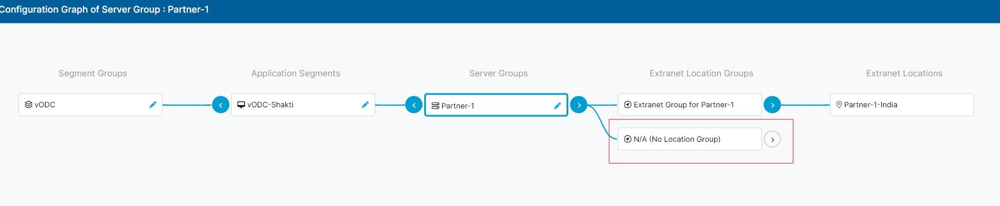 Configuration Graph of Server Group : Partner-1
Segment Groups
Application Segments
Server Groups
Extranet Location Groups
Extranet Locations
vODC
vODC-Shakti
Partner-1
Extranet Group for Partner-1
Partner-1-India
N/A (No Location Group)